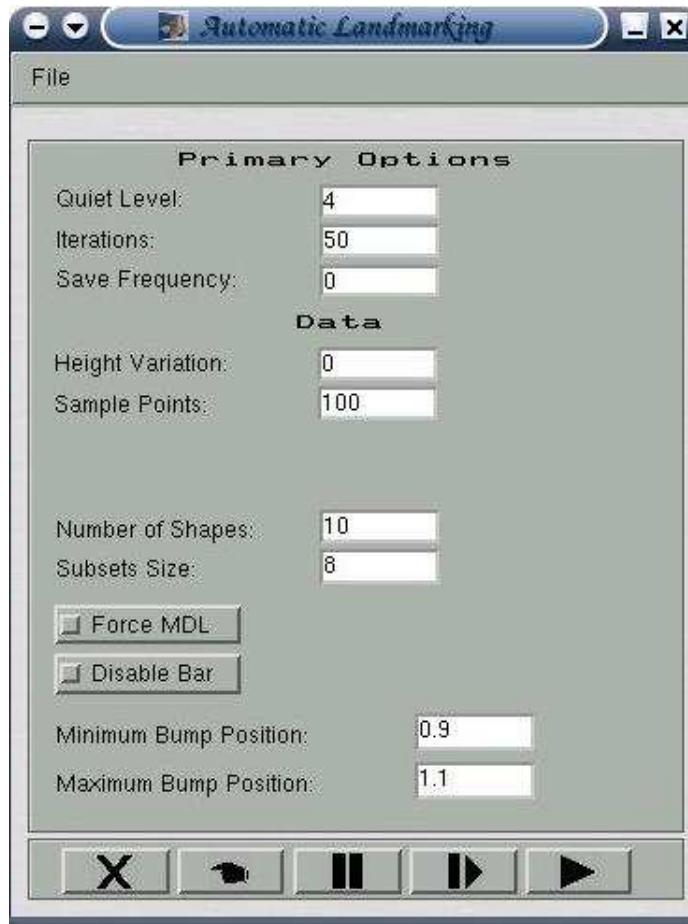 Automatic Landmarking
File
Primary Options
Quiet Level: 4
Iterations: 50
Save Frequency: 0
Data
Height Variation: 0
Sample Points: 100
Number of Shapes: 10
Subsets Size: 8
Force MDL
Disable Bar
Minimum Bump Position: 0.9
Maximum Bump Position: 1.1